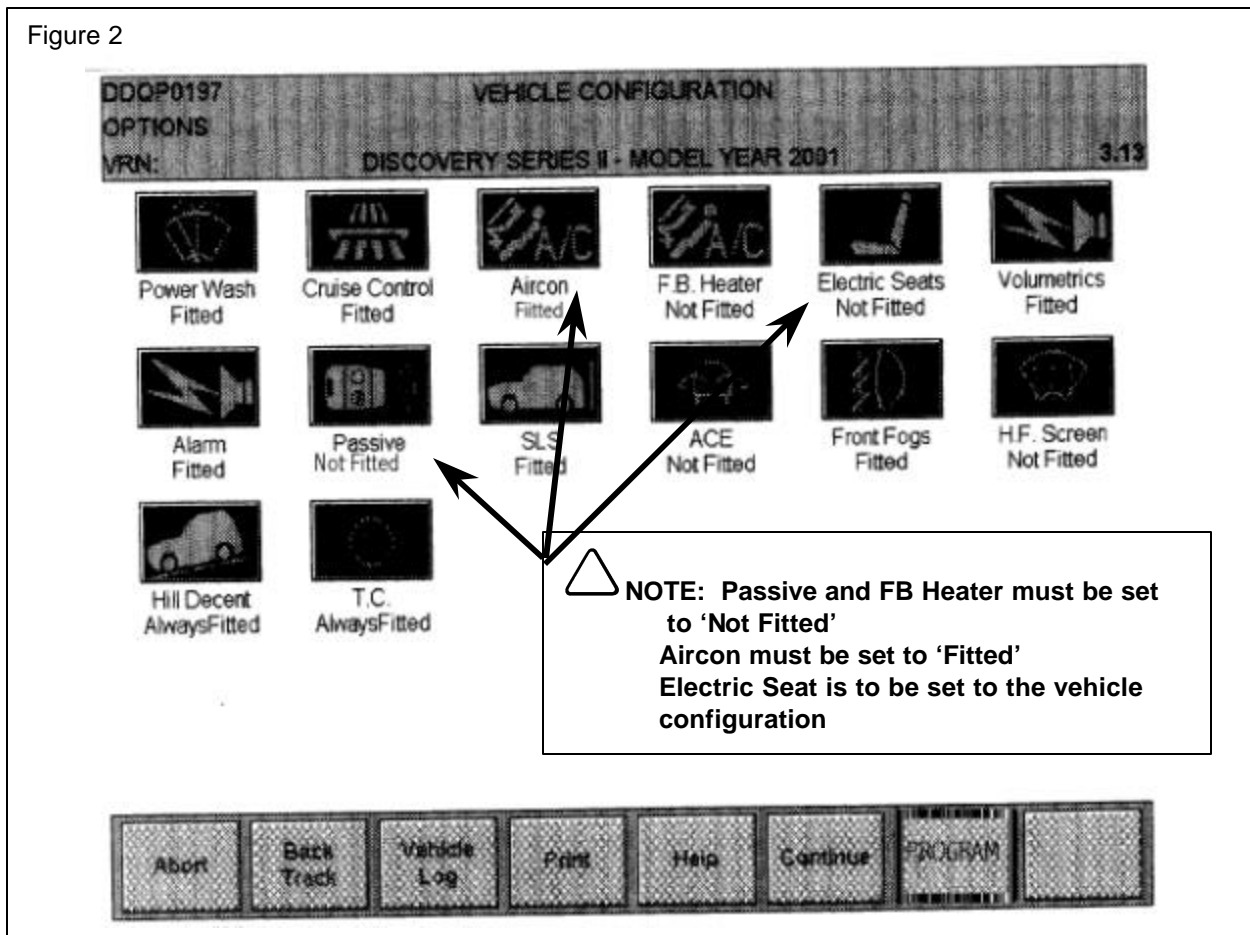 Figure 2
DDQP0197 VEHICLE CONFIGURATION
OPTIONS
VRN: DISCOVERY SERIES II - MODEL YEAR 2001 3.13
A/C A/C
Power Wash Cruise Control Aircon F.B. Heater Electric Seats Volumetrics
Fitted Fitted Fitted Not Fitted Not Fitted Fitted
Alarm Passive SLS ACE Front Fogs H.F. Screen
Fitted Not Fitted Fitted Not Fitted Fitted Not Fitted
Hill Decent T.C.
AlwaysFitted AlwaysFitted
NOTE: Passive and FB Heater must be set
to ‘Not Fitted’
Aircon must be set to ‘Fitted’
Electric Seat is to be set to the vehicle
configuration
Abort Back Track Vehicle Log Print Help Continue PROGRAM